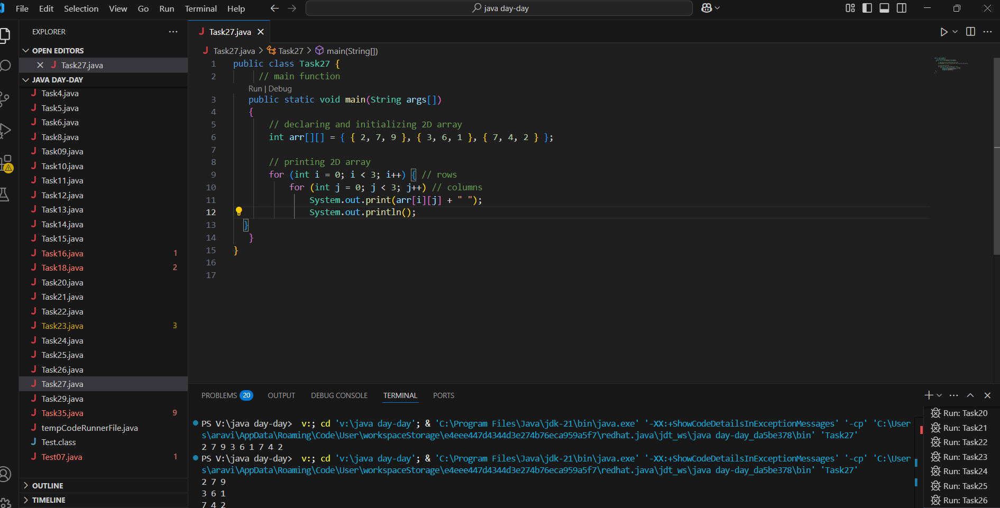 File Edit Selection View Go Run Terminal Help
java day-day
EXPLORER
OPEN EDITORS
Task27.java
JAVA DAY-DAY
Task4.java
Task5.java
Task6.java
Task8.java
Task09.java
Task10.java
Task11.java
Task12.java
Task13.java
Task14.java
Task15.java
Task16.java 1
Task18.java 2
Task20.java
Task21.java
Task22.java
Task23.java 3
Task24.java
Task25.java
Task26.java
Task27.java
Task29.java
Task35.java 9
tempCodeRunnerFile.java
Test.class
Test07.java 1
OUTLINE
TIMELINE
Task27.java
Task27.java > Task27 > main(String[])
1 public class Task27 {
2 // main function
Run | Debug
3 public static void main(String args[])
4 {
5 // declaring and initializing 2D array
6 int arr[][] = { { 2, 7, 9 }, { 3, 6, 1 }, { 7, 4, 2 } };
7
8 // printing 2D array
9 for (int i = 0; i < 3; i++) { // rows
10 for (int j = 0; j < 3; j++) // columns
11 System.out.print(arr[i][j] + " ");
12 System.out.println();
13 }
14 }
15 }
16
17
PROBLEMS 20 OUTPUT DEBUG CONSOLE TERMINAL PORTS
PS V:\java day-day> v:; cd 'v:\java day-day'; & 'C:\Program Files\Java\jdk-21\bin\java.exe' '-XX:+ShowCodeDetailsInExceptionMessages' '-cp' 'C:\User
s\aravi\AppData\Roaming\Code\User\workspaceStorage\e4eee447d4344d3e274b76eca959a5f7\redhat.java\jdt_ws\java day-day_da5be378\bin' 'Task27'
2 7 9 3 6 1 7 4 2
PS V:\java day-day> v:; cd 'v:\java day-day'; & 'C:\Program Files\Java\jdk-21\bin\java.exe' '-XX:+ShowCodeDetailsInExceptionMessages' '-cp' 'C:\User
s\aravi\AppData\Roaming\Code\User\workspaceStorage\e4eee447d4344d3e274b76eca959a5f7\redhat.java\jdt_ws\java day-day_da5be378\bin' 'Task27'
2 7 9
3 6 1
7 4 2
Run: Task20
Run: Task21
Run: Task22
Run: Task23
Run: Task24
Run: Task25
Run: Task26